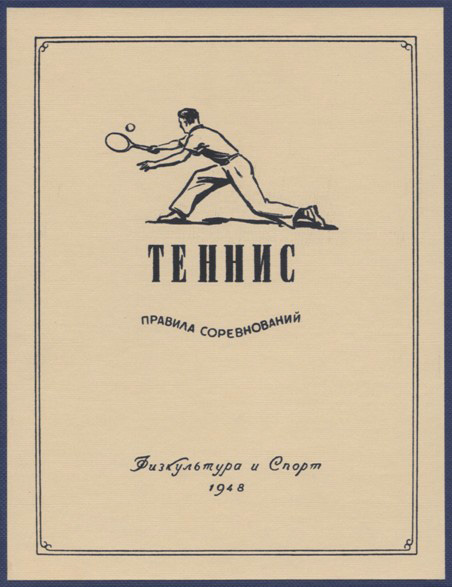 ТЕННИС
ПРАВИЛА СОРЕВНОВАНИЙ
Физкультура и Спорт
1948